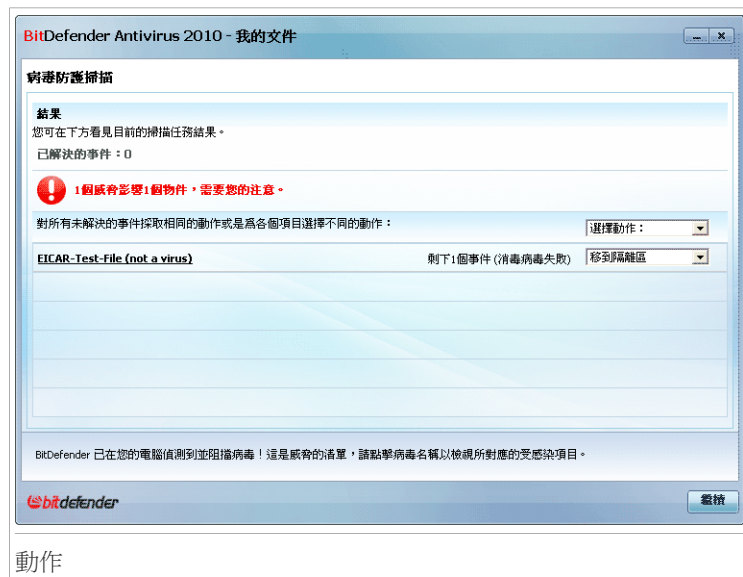 BitDefender Antivirus 2010 - 我的文件
病毒防護掃描
結果
您可在下方看見目前的掃描任務結果。
已解決的事件：0
1個威脅影響1個物件，需要您的注意。
對所有未解決的事件採取相同的動作或是爲各個項目選擇不同的動作：
選擇動作：
EICAR-Test-File (not a virus)
剩下1個事件 (消毒病毒失敗)
移到隔離區
BitDefender 已在您的電腦偵測到並阻擋病毒！這是威脅的清單，請點擊病毒名稱以檢視所對應的受感染項目。
bitdefender
繼續
動作